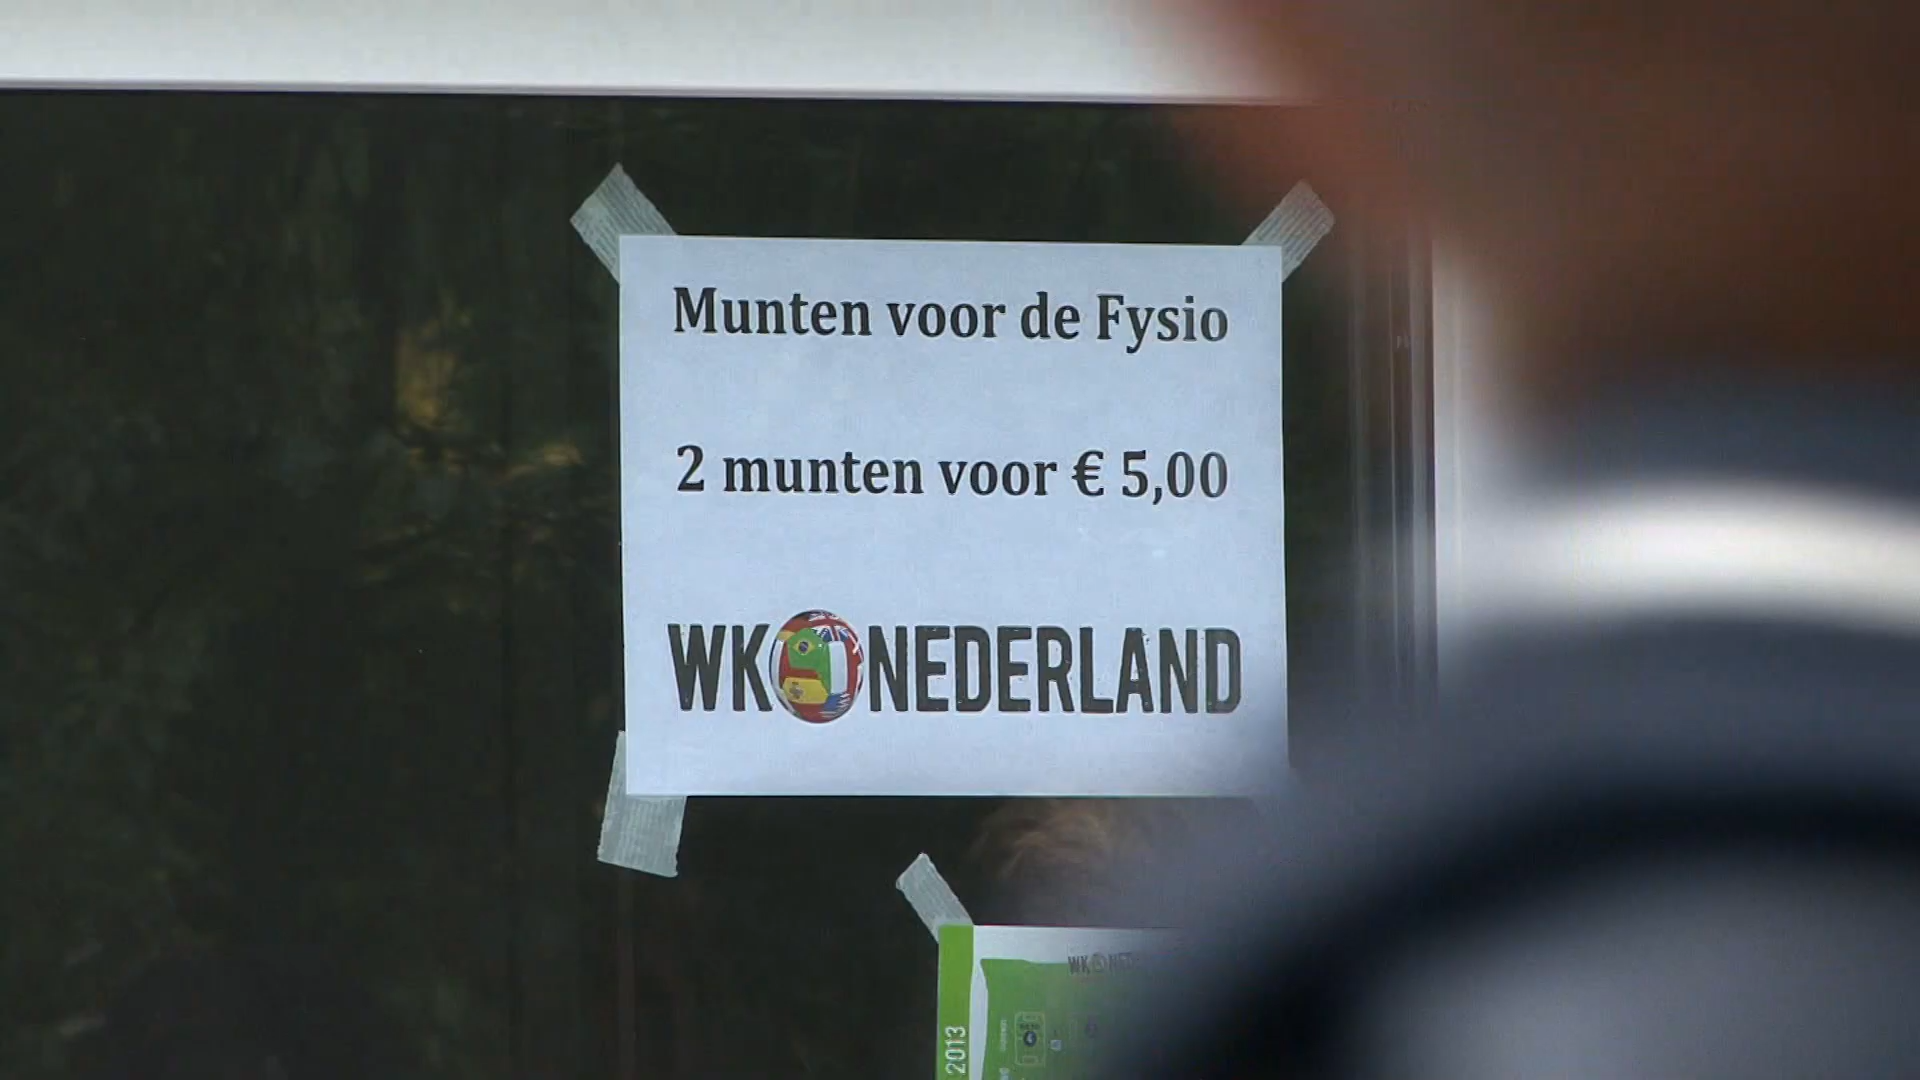 Munten voor de Fysio
2 munten voor € 5,00
WK NEDERLAND
2013